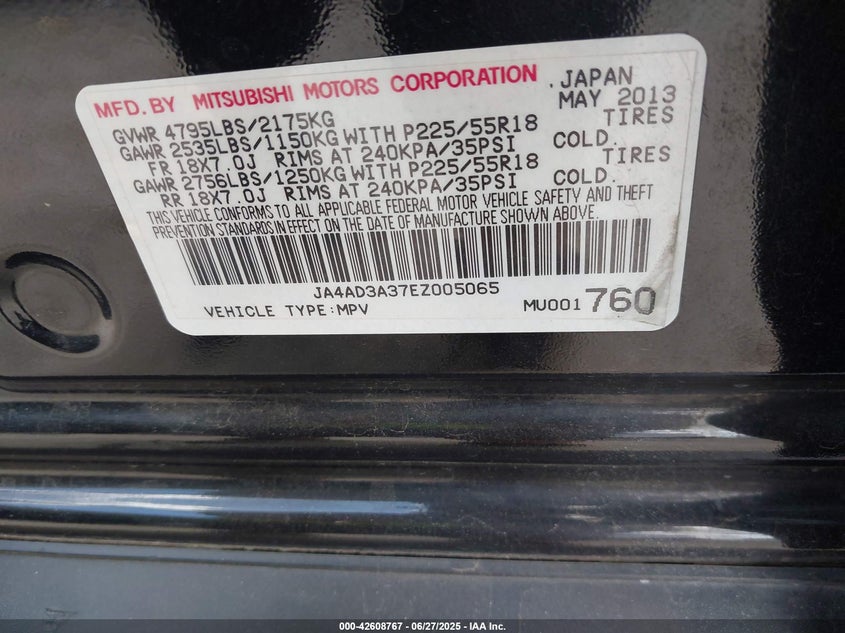 MFD.BY MITSUBISHI MOTORS CORPORATION , JAPAN
GVWR 4795LBS/2175KG MAY 2013
GAWR 2535LBS/1150KG WITH P225/55R18 TIRES
FR 18X7.0J RIMS AT 240KPA/35PSI COLD.
GAWR 2756LBS/1250KG WITH P225/55R18 TIRES
RR 18X7.0J RIMS AT 240KPA/35PSI COLD.
THIS VEHICLE CONFORMS TO ALL APPLICABLE FEDERAL MOTOR VEHICLE SAFETY AND THEFT
PREVENTION STANDARDS IN EFFECT ON THE DATE OF MANUFACTURE SHOWN ABOVE.
JA4AD3A37EZ005065
VEHICLE TYPE:MPV MU001 760
000-42608767 - 06/27/2025 - IAA Inc.